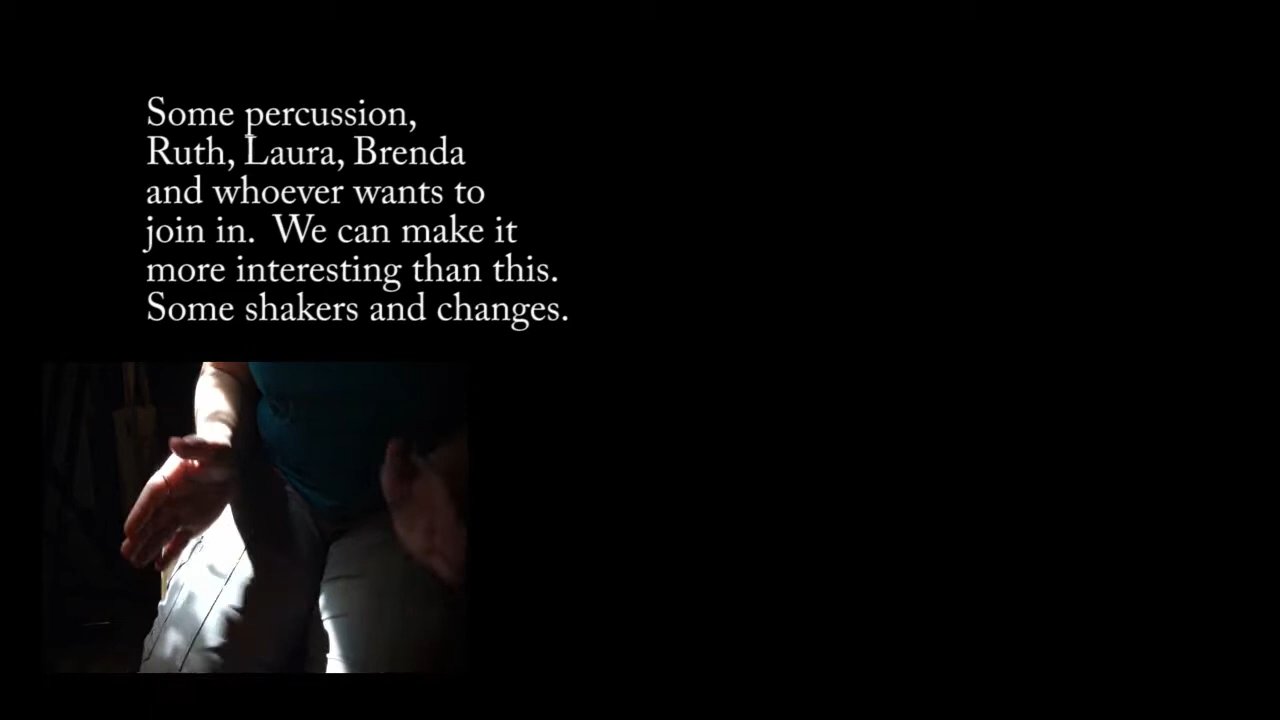 Some percussion,
Ruth, Laura, Brenda
and whoever wants to
join in.  We can make it
more interesting than this.
Some shakers and changes.